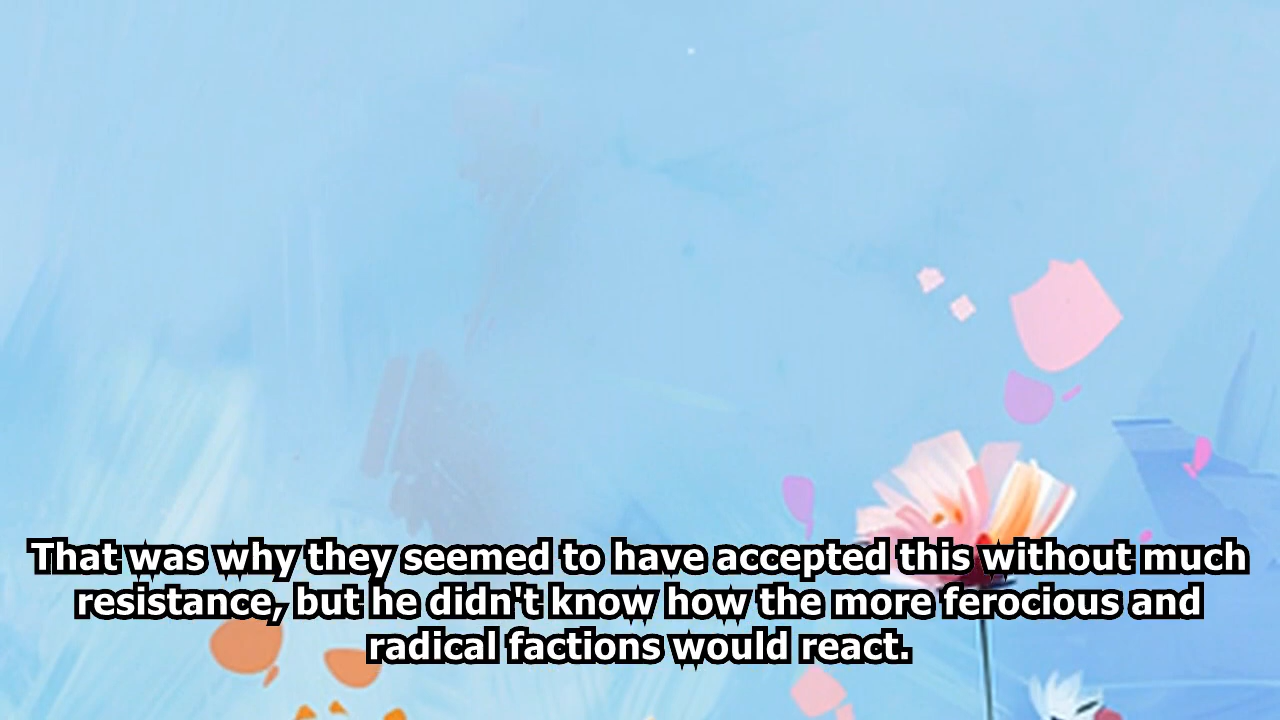 That was why they seemed to have accepted this without much
resistance, but he didn't know how the more ferocious and
radical factions would react.